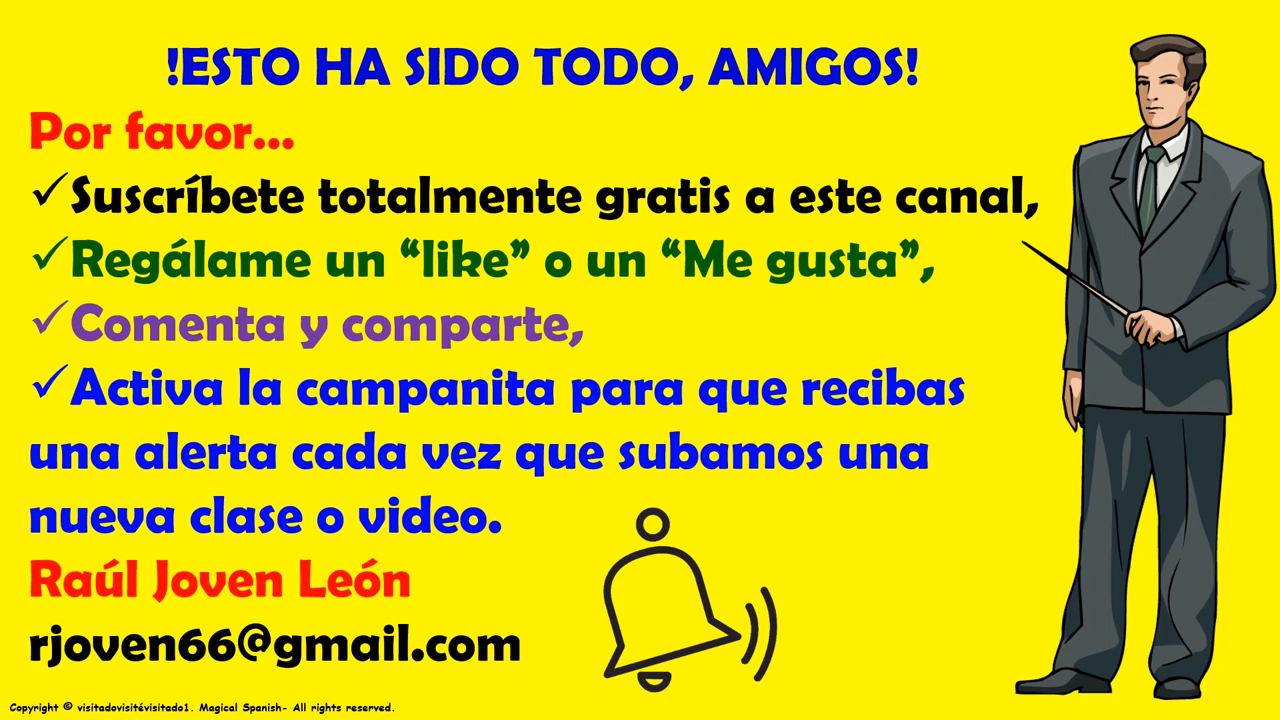 !ESTO HA SIDO TODO, AMIGOS!
Por favor...
✓Suscríbete totalmente gratis a este canal,
✓Regálame un “like” o un “Me gusta”,
✓Comenta y comparte,
✓Activa la campanita para que recibas
una alerta cada vez que subamos una
nueva clase o video.
Raúl Joven León
rjoven66@gmail.com
Copyright © visitadovisitévisitado1. Magical Spanish- All rights reserved.